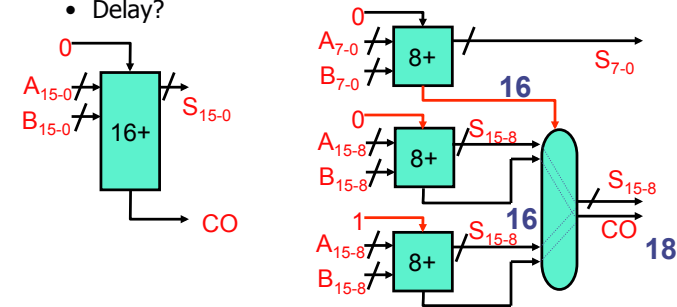 • Delay?
0
A15-0
B15-0
16+
S15-0
CO
0
A7-0
B7-0
8+
S7-0
16
0
A15-8
B15-8
8+
S15-8
1
A15-8
B15-8
8+
16
S15-8
S15-8
CO
18